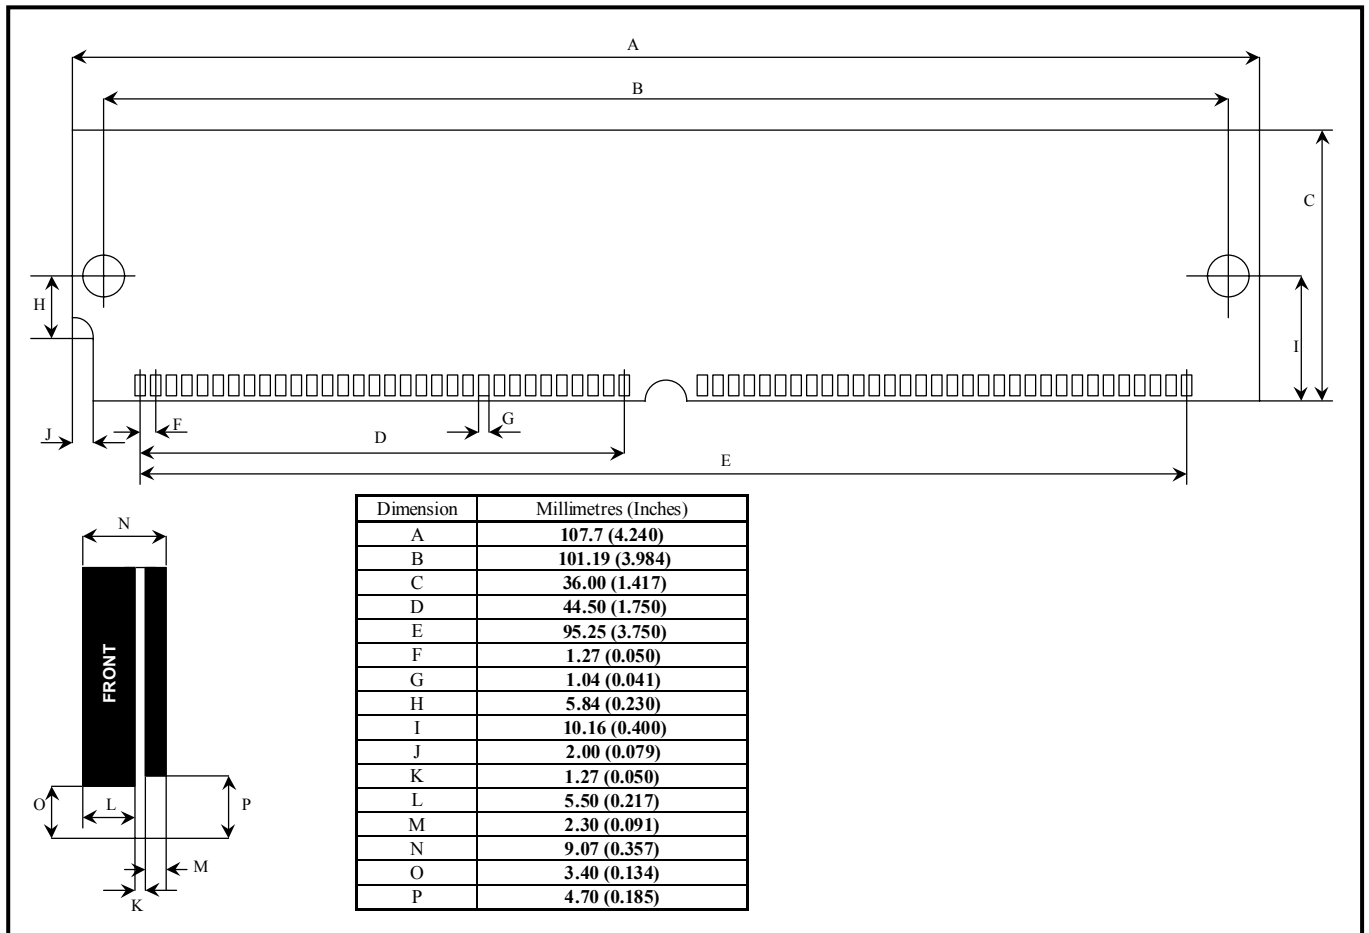 A
B
C
H
I
J
F
G
D
E
N
FRONT
O
L
P
M
K
Dimension Millimetres (Inches)
A 107.7 (4.240)
B 101.19 (3.984)
C 36.00 (1.417)
D 44.50 (1.750)
E 95.25 (3.750)
F 1.27 (0.050)
G 1.04 (0.041)
H 5.84 (0.230)
I 10.16 (0.400)
J 2.00 (0.079)
K 1.27 (0.050)
L 5.50 (0.217)
M 2.30 (0.091)
N 9.07 (0.357)
O 3.40 (0.134)
P 4.70 (0.185)